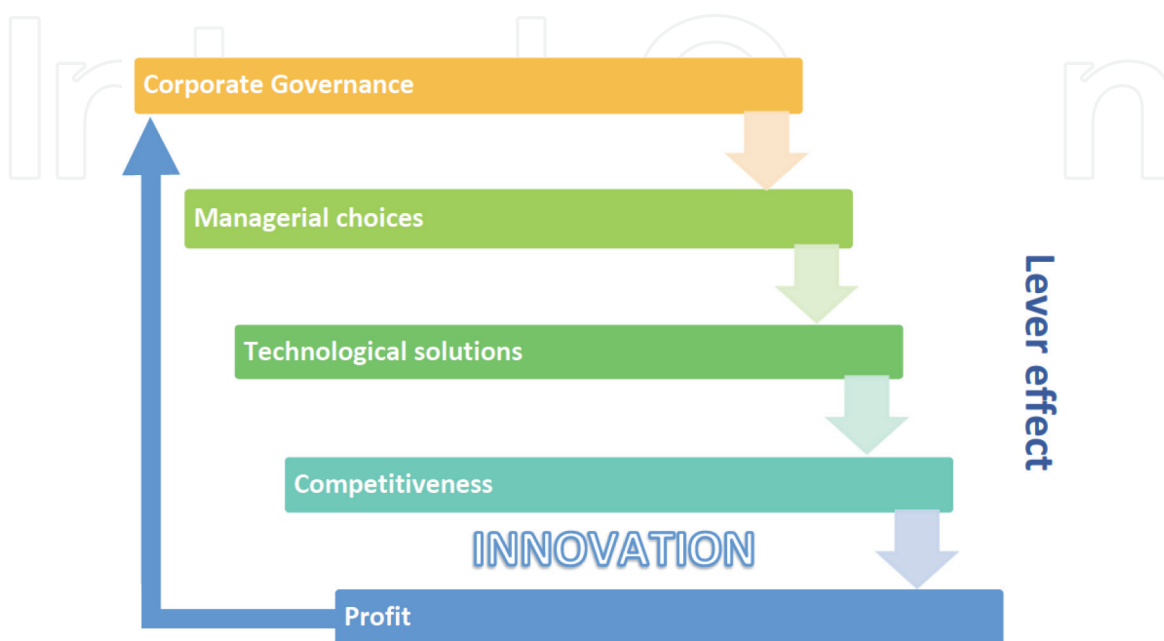 Corporate Governance
Managerial choices
Technological solutions
Competitiveness
INNOVATION
Profit
Lever effect